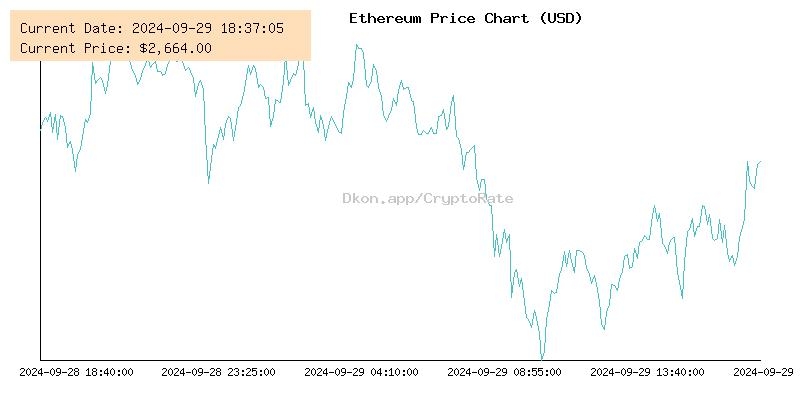 Ethereum Price Chart (USD)
Current Date: 2024-09-29 18:37:05
Current Price: $2,664.00
Dkon.app/CryptoRate
2024-09-28 18:40:00 2024-09-28 23:25:00 2024-09-29 04:10:00 2024-09-29 08:55:00 2024-09-29 13:40:00 2024-09-29